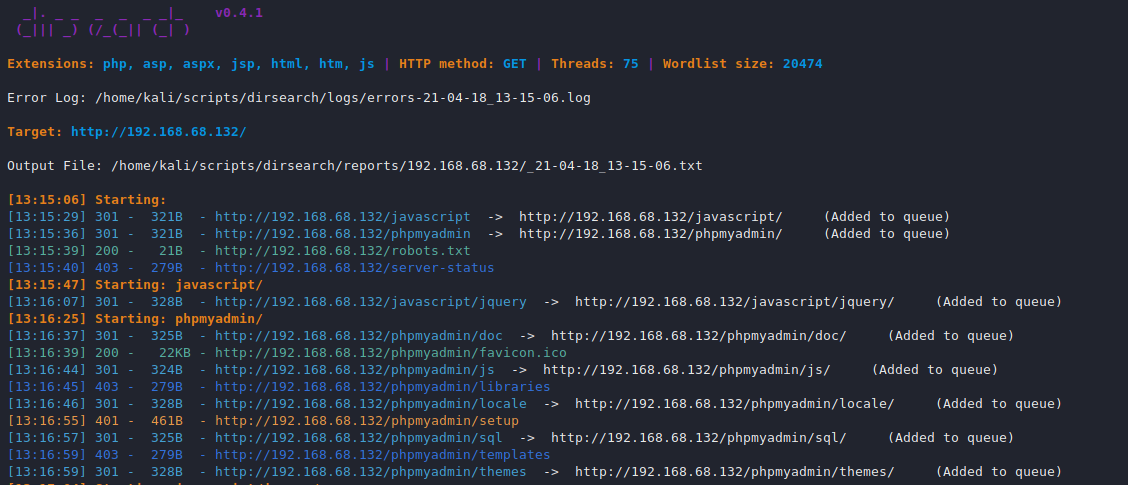 _|. _ _  _  _  _ _|_    v0.4.1
(_||| _) (/_(_|| (_| )
Extensions: php, asp, aspx, jsp, html, htm, js | HTTP method: GET | Threads: 75 | Wordlist size: 20474
Error Log: /home/kali/scripts/dirsearch/logs/errors-21-04-18_13-15-06.log
Target: http://192.168.68.132/
Output File: /home/kali/scripts/dirsearch/reports/192.168.68.132/_21-04-18_13-15-06.txt
[13:15:06] Starting:
[13:15:29] 301 -  321B  - http://192.168.68.132/javascript  ->  http://192.168.68.132/javascript/     (Added to queue)
[13:15:36] 301 -  321B  - http://192.168.68.132/phpmyadmin  ->  http://192.168.68.132/phpmyadmin/     (Added to queue)
[13:15:39] 200 -   21B  - http://192.168.68.132/robots.txt
[13:15:40] 403 -  279B  - http://192.168.68.132/server-status
[13:15:47] Starting: javascript/
[13:16:07] 301 -  328B  - http://192.168.68.132/javascript/jquery  ->  http://192.168.68.132/javascript/jquery/     (Added to queue)
[13:16:25] Starting: phpmyadmin/
[13:16:37] 301 -  325B  - http://192.168.68.132/phpmyadmin/doc  ->  http://192.168.68.132/phpmyadmin/doc/     (Added to queue)
[13:16:39] 200 -   22KB - http://192.168.68.132/phpmyadmin/favicon.ico
[13:16:44] 301 -  324B  - http://192.168.68.132/phpmyadmin/js  ->  http://192.168.68.132/phpmyadmin/js/     (Added to queue)
[13:16:45] 403 -  279B  - http://192.168.68.132/phpmyadmin/libraries
[13:16:46] 301 -  328B  - http://192.168.68.132/phpmyadmin/locale  ->  http://192.168.68.132/phpmyadmin/locale/     (Added to queue)
[13:16:55] 401 -  461B  - http://192.168.68.132/phpmyadmin/setup
[13:16:57] 301 -  325B  - http://192.168.68.132/phpmyadmin/sql  ->  http://192.168.68.132/phpmyadmin/sql/     (Added to queue)
[13:16:59] 403 -  279B  - http://192.168.68.132/phpmyadmin/templates
[13:16:59] 301 -  328B  - http://192.168.68.132/phpmyadmin/themes  ->  http://192.168.68.132/phpmyadmin/themes/     (Added to queue)